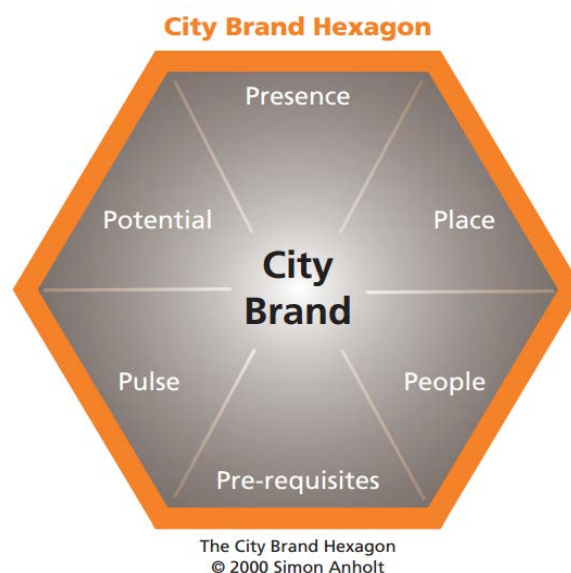 City Brand Hexagon
Presence
Potential
Place
City
Brand
Pulse
People
Pre-requisites
The City Brand Hexagon
© 2000 Simon Anholt